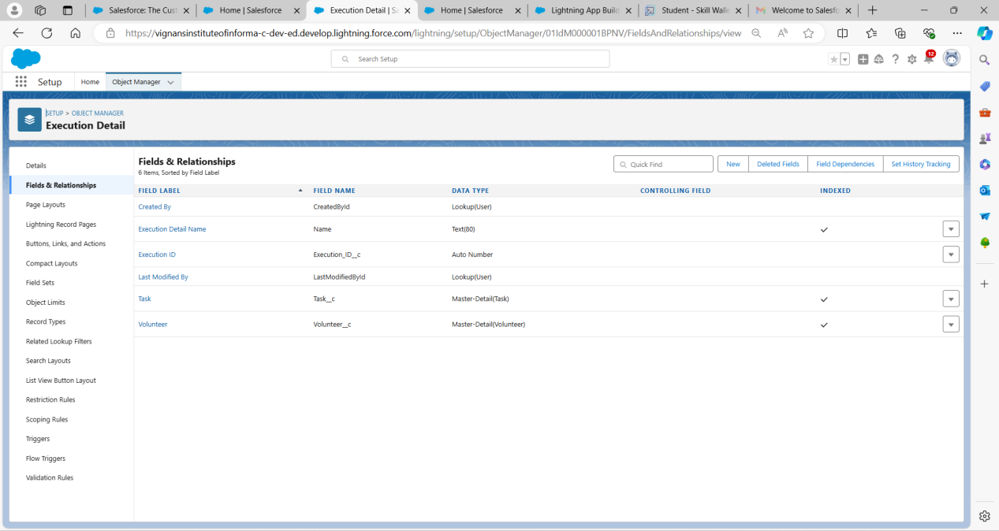 Salesforce: The Cust
Home | Salesforce
Execution Detail | Sa
Home | Salesforce
Lightning App Build
Student - Skill Walle
Welcome to Salesfo
https://vignansinstituteofinforma-c-dev-ed.develop.lightning.force.com/lightning/setup/ObjectManager/01IdM000001BPNV/FieldsAndRelationships/view
Search Setup
12
Setup
Home
Object Manager
SETUP > OBJECT MANAGER
Execution Detail
Details
Fields & Relationships
Page Layouts
Lightning Record Pages
Buttons, Links, and Actions
Compact Layouts
Field Sets
Object Limits
Record Types
Related Lookup Filters
Search Layouts
List View Button Layout
Restriction Rules
Scoping Rules
Triggers
Flow Triggers
Validation Rules
Fields & Relationships
6 Items, Sorted by Field Label
Quick Find
New
Deleted Fields
Field Dependencies
Set History Tracking
FIELD LABEL FIELD NAME DATA TYPE CONTROLLING FIELD INDEXED
Created By CreatedById Lookup(User)
Execution Detail Name Name Text(80)
Execution ID Execution_ID__c Auto Number
Last Modified By LastModifiedById Lookup(User)
Task Task__c Master-Detail(Task)
Volunteer Volunteer__c Master-Detail(Volunteer)